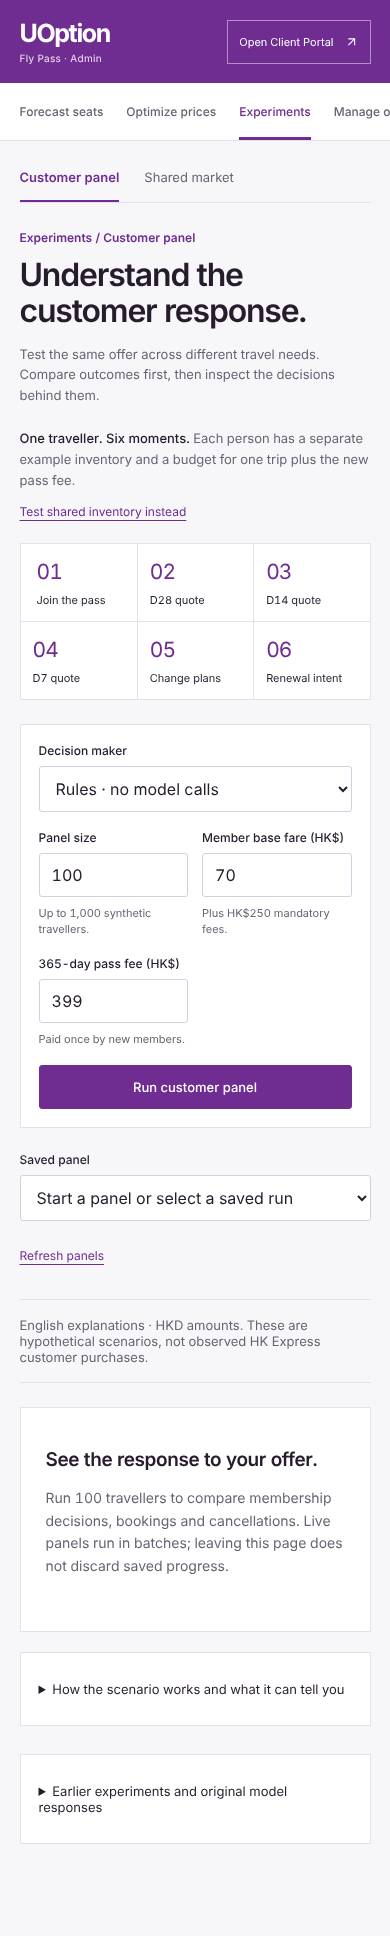 UOption
Fly Pass · Admin
Open Client Portal
Forecast seats
Optimize prices
Experiments
Manage o
Customer panel
Shared market
Experiments / Customer panel
Understand the
customer response.
Test the same offer across different travel needs.
Compare outcomes first, then inspect the decisions
behind them.
One traveller. Six moments. Each person has a separate
example inventory and a budget for one trip plus the new
pass fee.
Test shared inventory instead
01
Join the pass
02
D28 quote
03
D14 quote
04
D7 quote
05
Change plans
06
Renewal intent
Decision maker
Rules · no model calls
Panel size
100
Up to 1,000 synthetic
travellers.
Member base fare (HK$)
70
Plus HK$250 mandatory
fees.
365-day pass fee (HK$)
399
Paid once by new members.
Run customer panel
Saved panel
Start a panel or select a saved run
Refresh panels
English explanations · HKD amounts. These are
hypothetical scenarios, not observed HK Express
customer purchases.
See the response to your offer.
Run 100 travellers to compare membership
decisions, bookings and cancellations. Live
panels run in batches; leaving this page does
not discard saved progress.
How the scenario works and what it can tell you
Earlier experiments and original model
responses